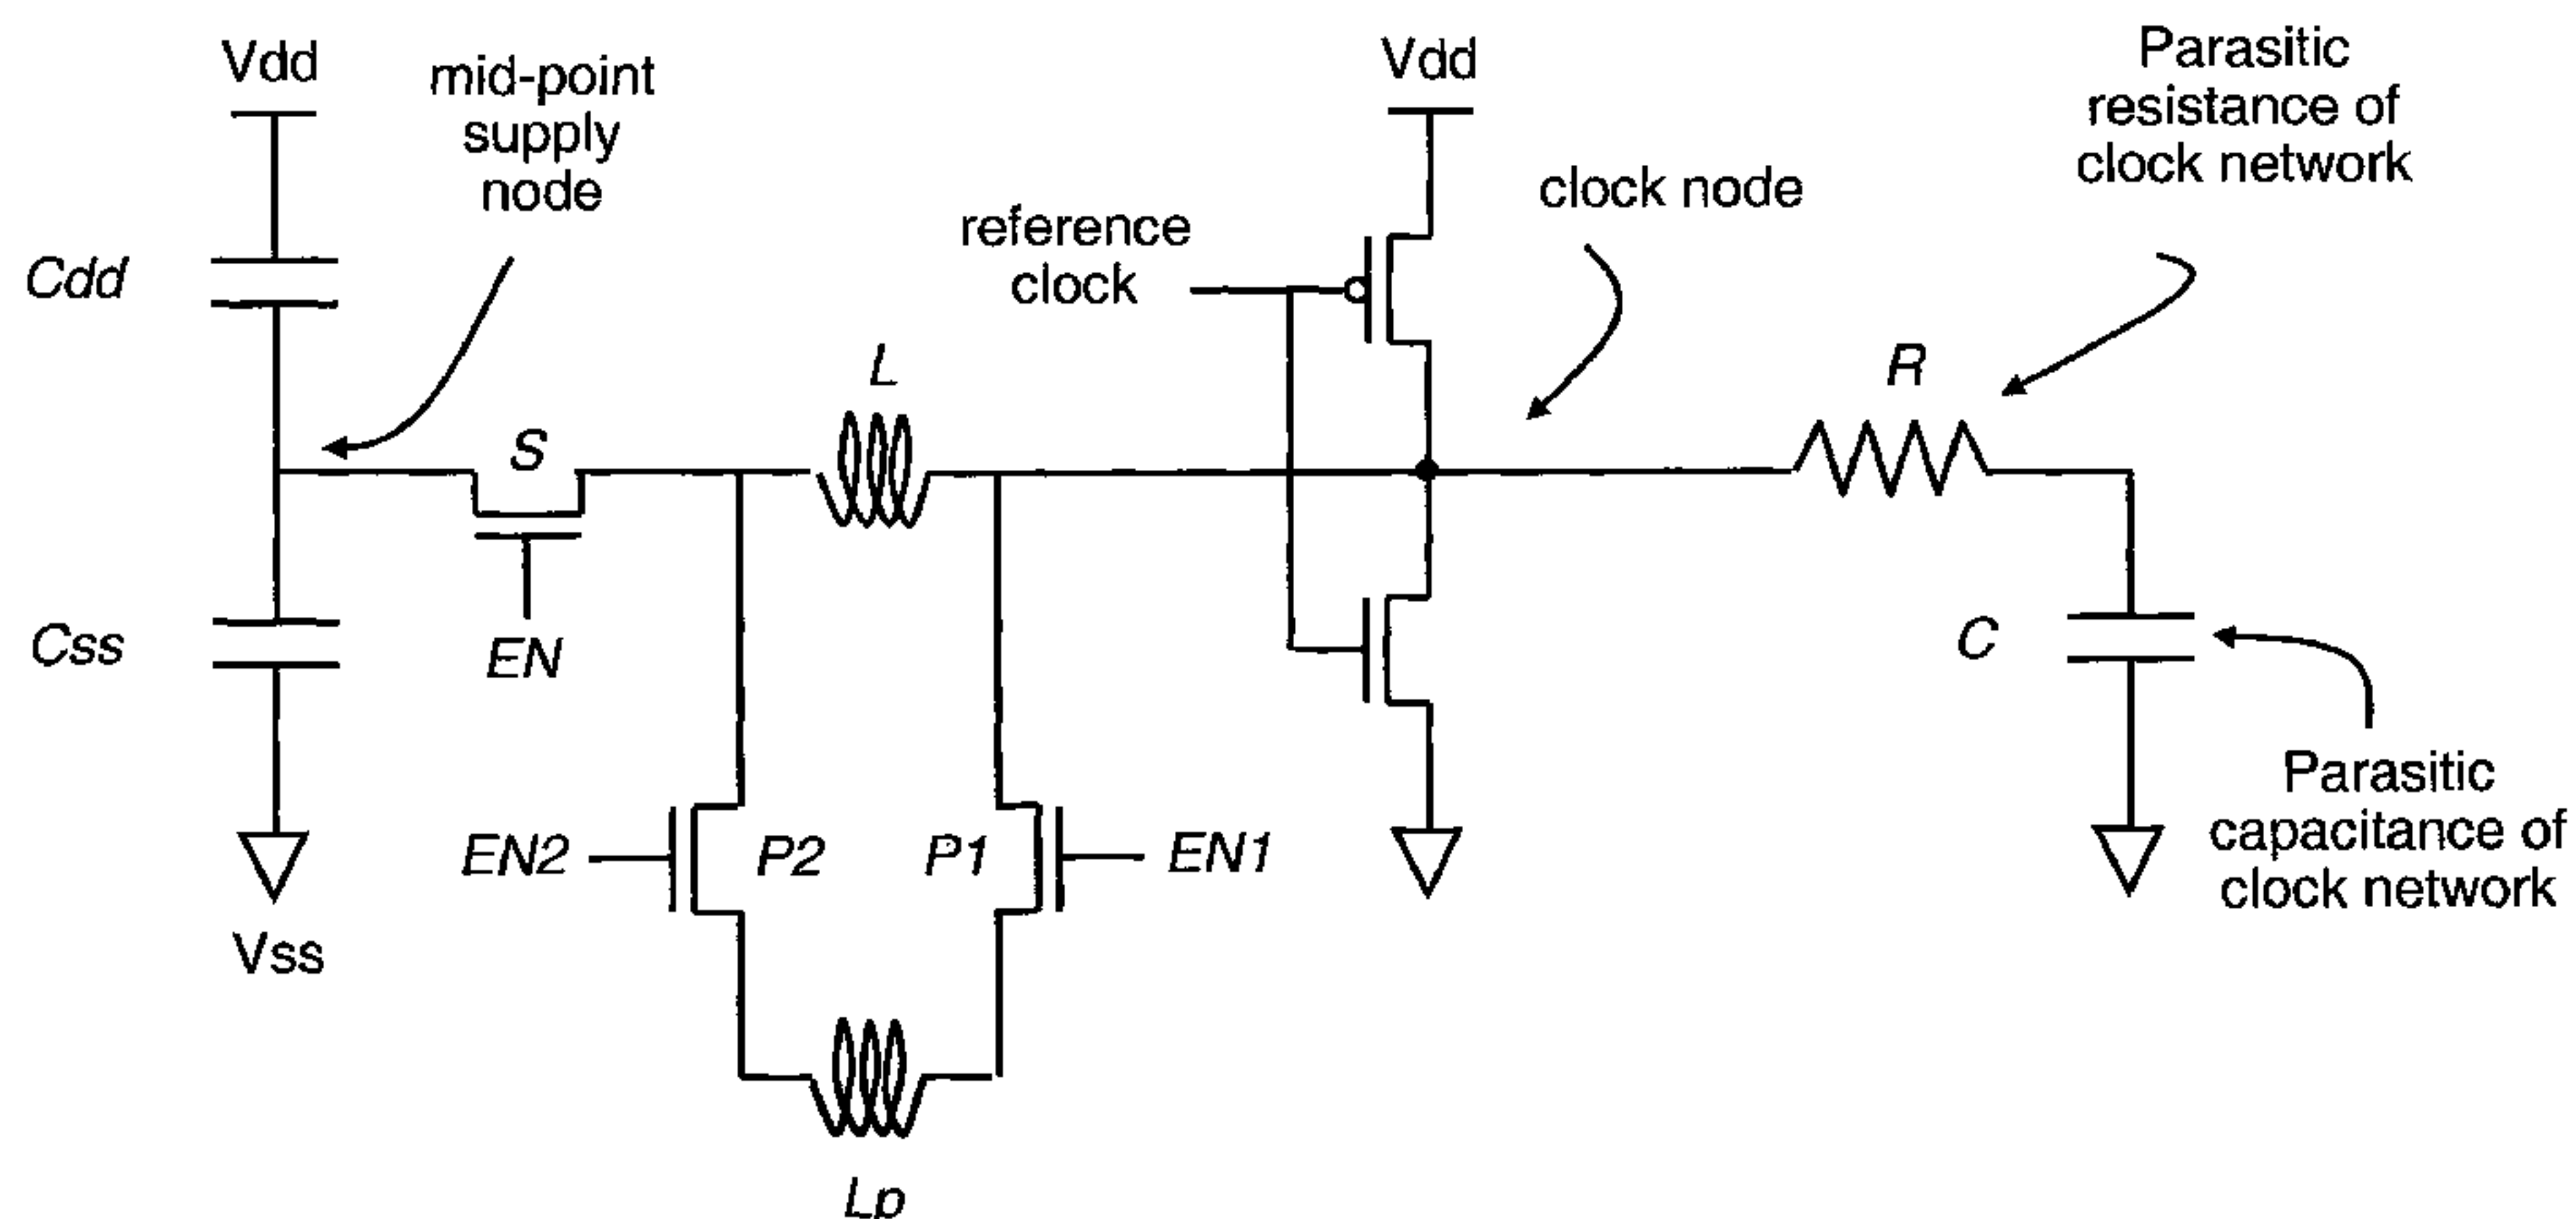 Vdd
mid-point
supply
node
Cdd
Css
Vss
S
EN
L
EN2
P2
P1
EN1
Lp
reference
clock
Vdd
clock node
R
Parasitic
resistance of
clock network
C
Parasitic
capacitance of
clock network